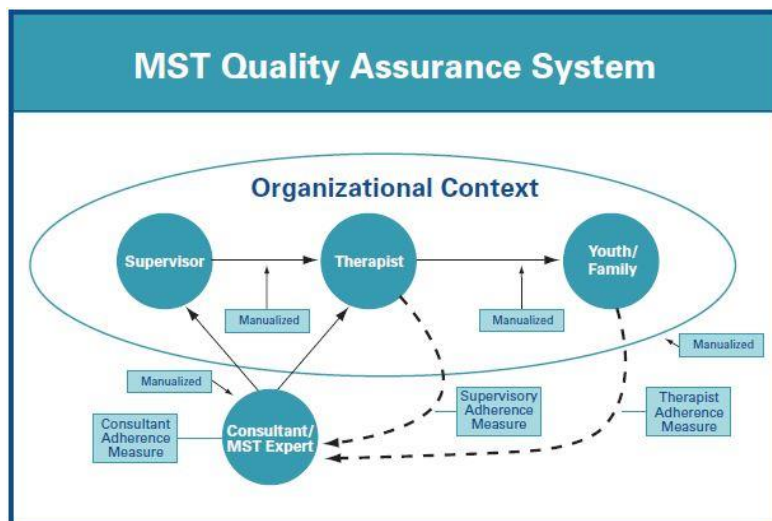 MST Quality Assurance System
Organizational Context
Supervisor
Therapist
Youth/
Family
Manualized
Manualized
Manualized
Manualized
Consultant
Adherence
Measure
Consultant/
MST Expert
Supervisory
Adherence
Measure
Therapist
Adherence
Measure